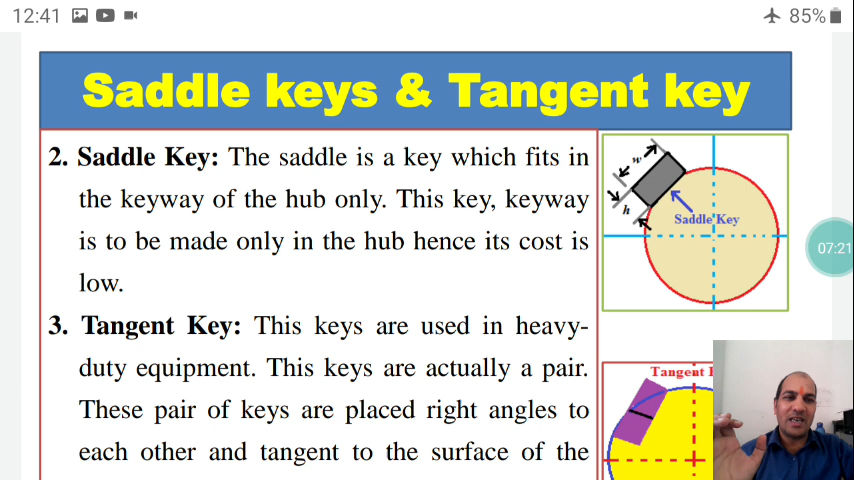 12:41
85%
Saddle keys & Tangent key
2. Saddle Key: The saddle is a key which fits in
the keyway of the hub only. This key, keyway
is to be made only in the hub hence its cost is
low.
3. Tangent Key: This keys are used in heavy-
duty equipment. This keys are actually a pair.
These pair of keys are placed right angles to
each other and tangent to the surface of the
w
h
Saddle Key
07:21
Tangent